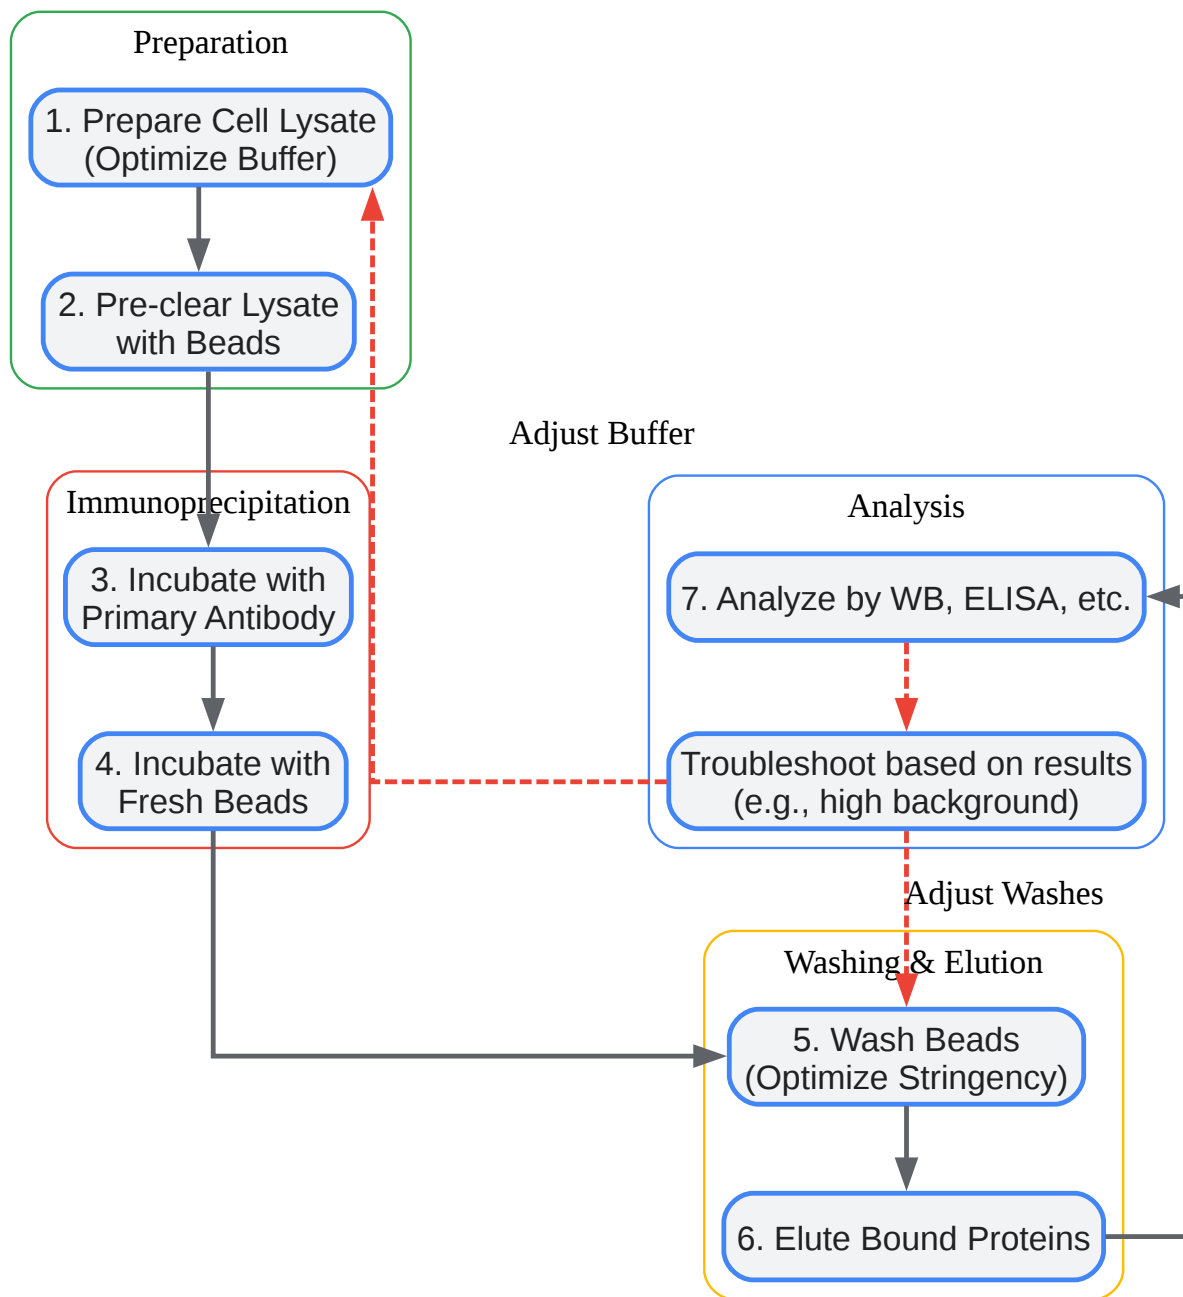 Preparation
1. Prepare Cell Lysate
(Optimize Buffer)
2. Pre-clear Lysate
with Beads
Adjust Buffer
Immunoprecipitation
3. Incubate with
Primary Antibody
4. Incubate with
Fresh Beads
Analysis
7. Analyze by WB, ELISA, etc.
Troubleshoot based on results
(e.g., high background)
Adjust Washes
Washing & Elution
5. Wash Beads
(Optimize Stringency)
6. Elute Bound Proteins